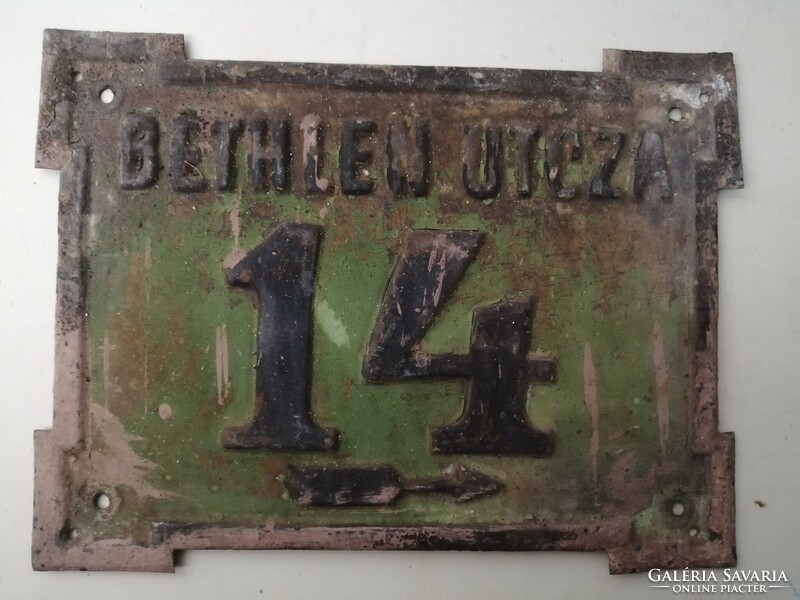 BETHLEN UTCZA
14
GALÉRIA SAVARIA
ONLINE PIACTÉR